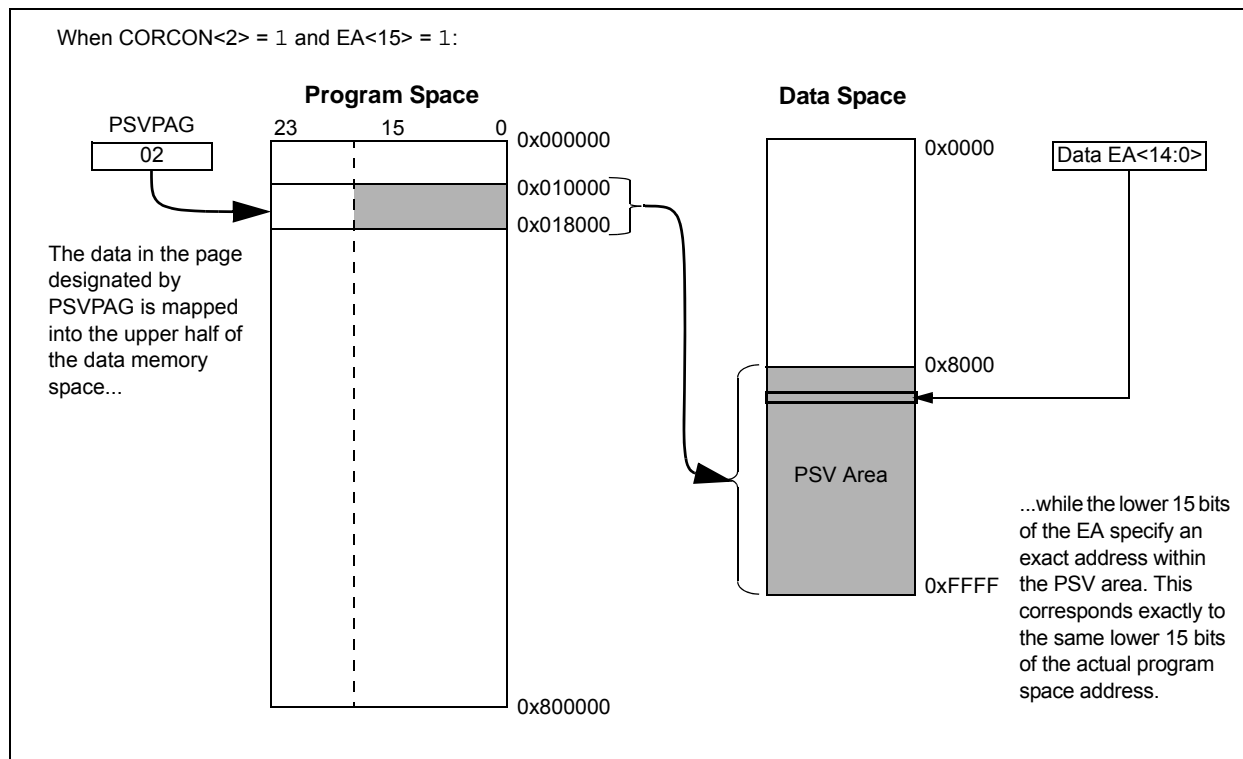 When CORCON<2> = 1 and EA<15> = 1:
Program Space
Data Space
PSVPAG
02
23 15 0
0x000000
0x010000
0x018000
0x800000
The data in the page
designated by
PSVPAG is mapped
into the upper half of
the data memory
space...
0x0000
0x8000
0xFFFF
PSV Area
Data EA<14:0>
...while the lower 15 bits
of the EA specify an
exact address within
the PSV area. This
corresponds exactly to
the same lower 15 bits
of the actual program
space address.